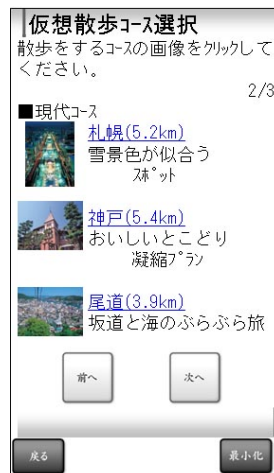 仮想散歩ｺｰｽ選択
散歩をするｺｰｽの画像をｸﾘｯｸして
ください。
2/3
■現代ｺｰｽ
札幌(5.2km)
雪景色が似合う
ｽﾎﾟｯﾄ
神戸(5.4km)
おいしいとこどり
凝縮ﾌﾟﾗﾝ
尾道(3.9km)
坂道と海のぶらぶら旅
前へ 次へ
戻る 最小化